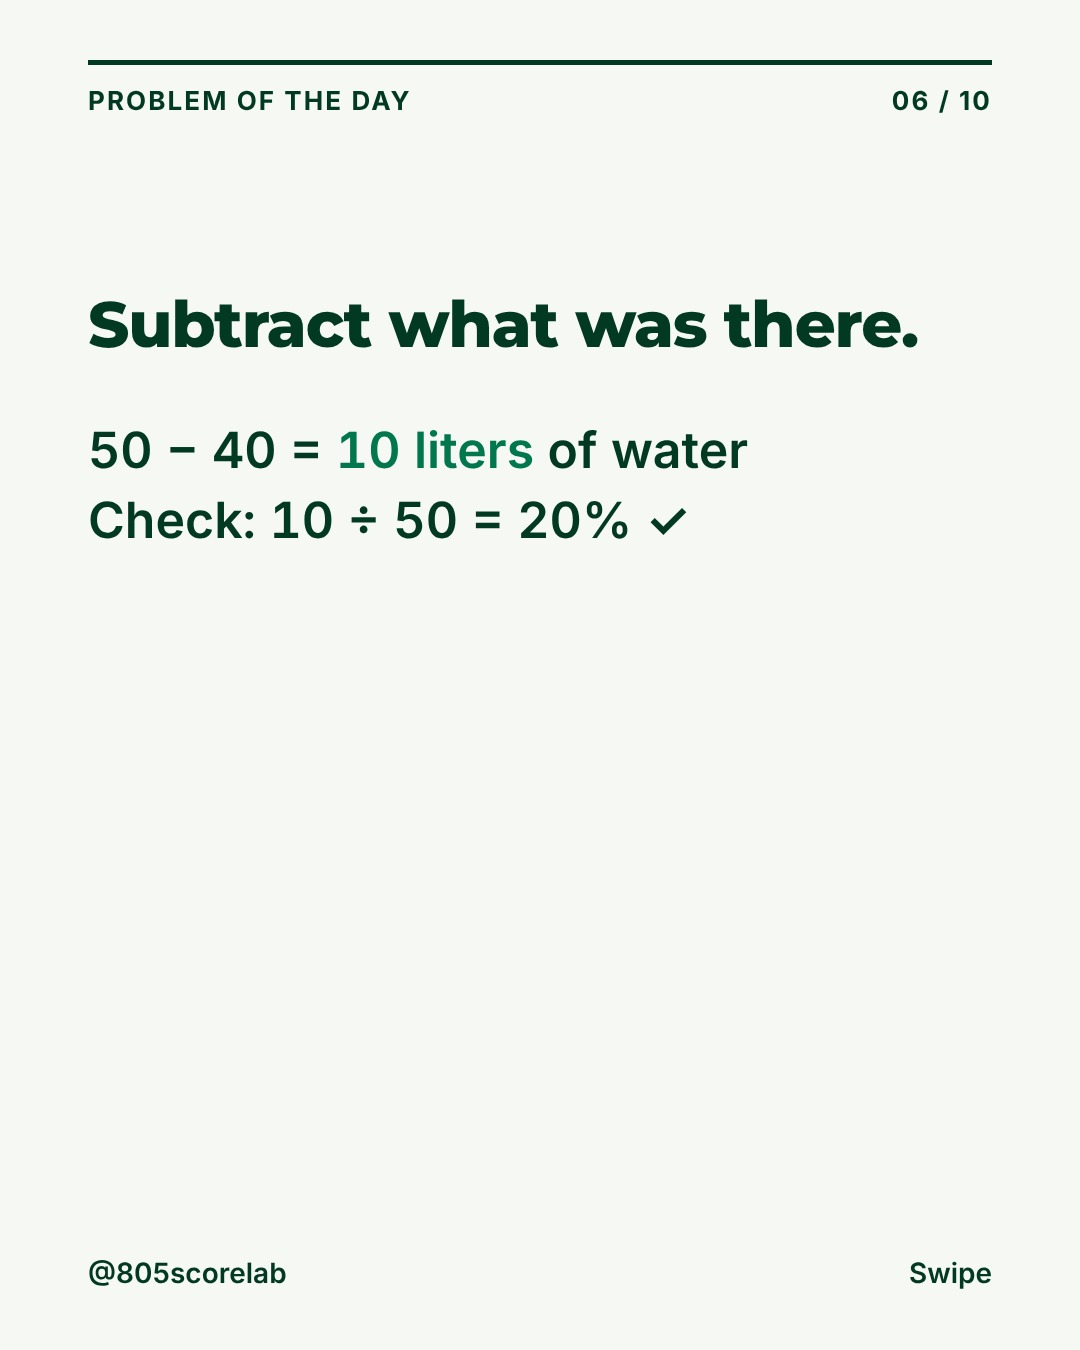 PROBLEM OF THE DAY
06 / 10
Subtract what was there.
50 − 40 = 10 liters of water
Check: 10 ÷ 50 = 20% ✓
@805scorelab
Swipe